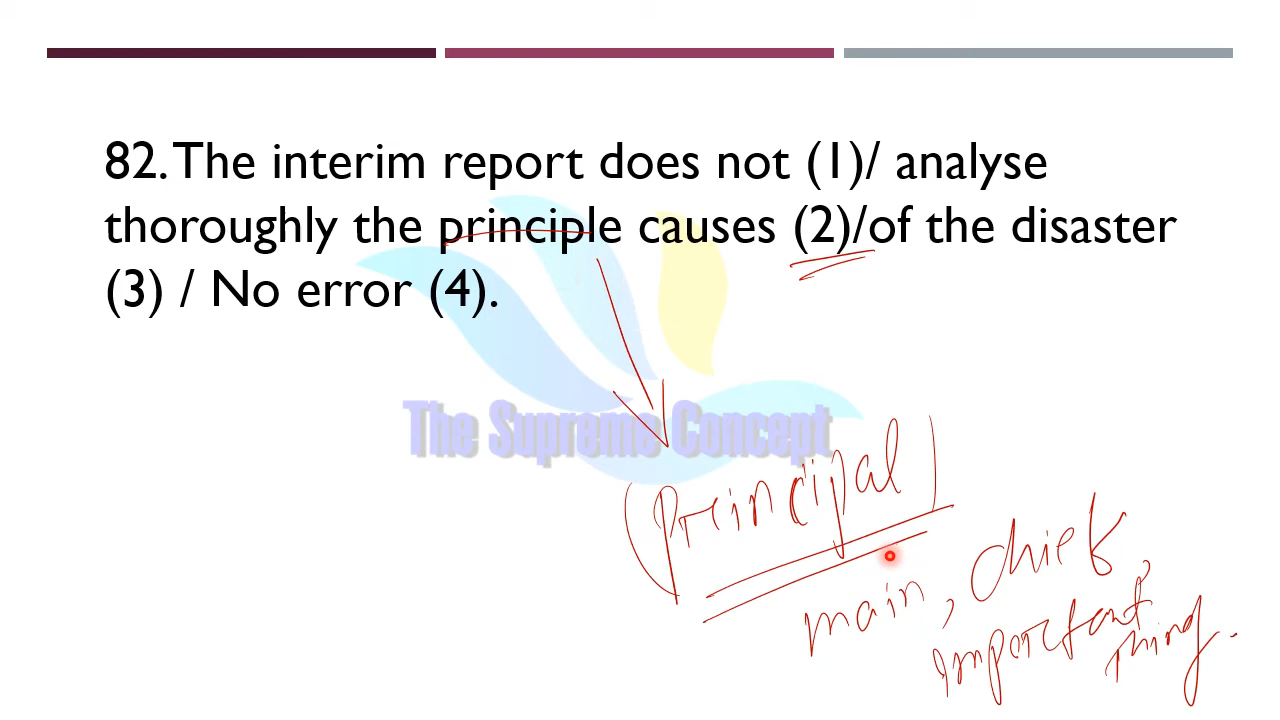 82. The interim report does not (1)/ analyse
thoroughly the principle causes (2)/of the disaster
(3) / No error (4).
The Supreme Concept
(Principal)
main, chief,
important
thing.